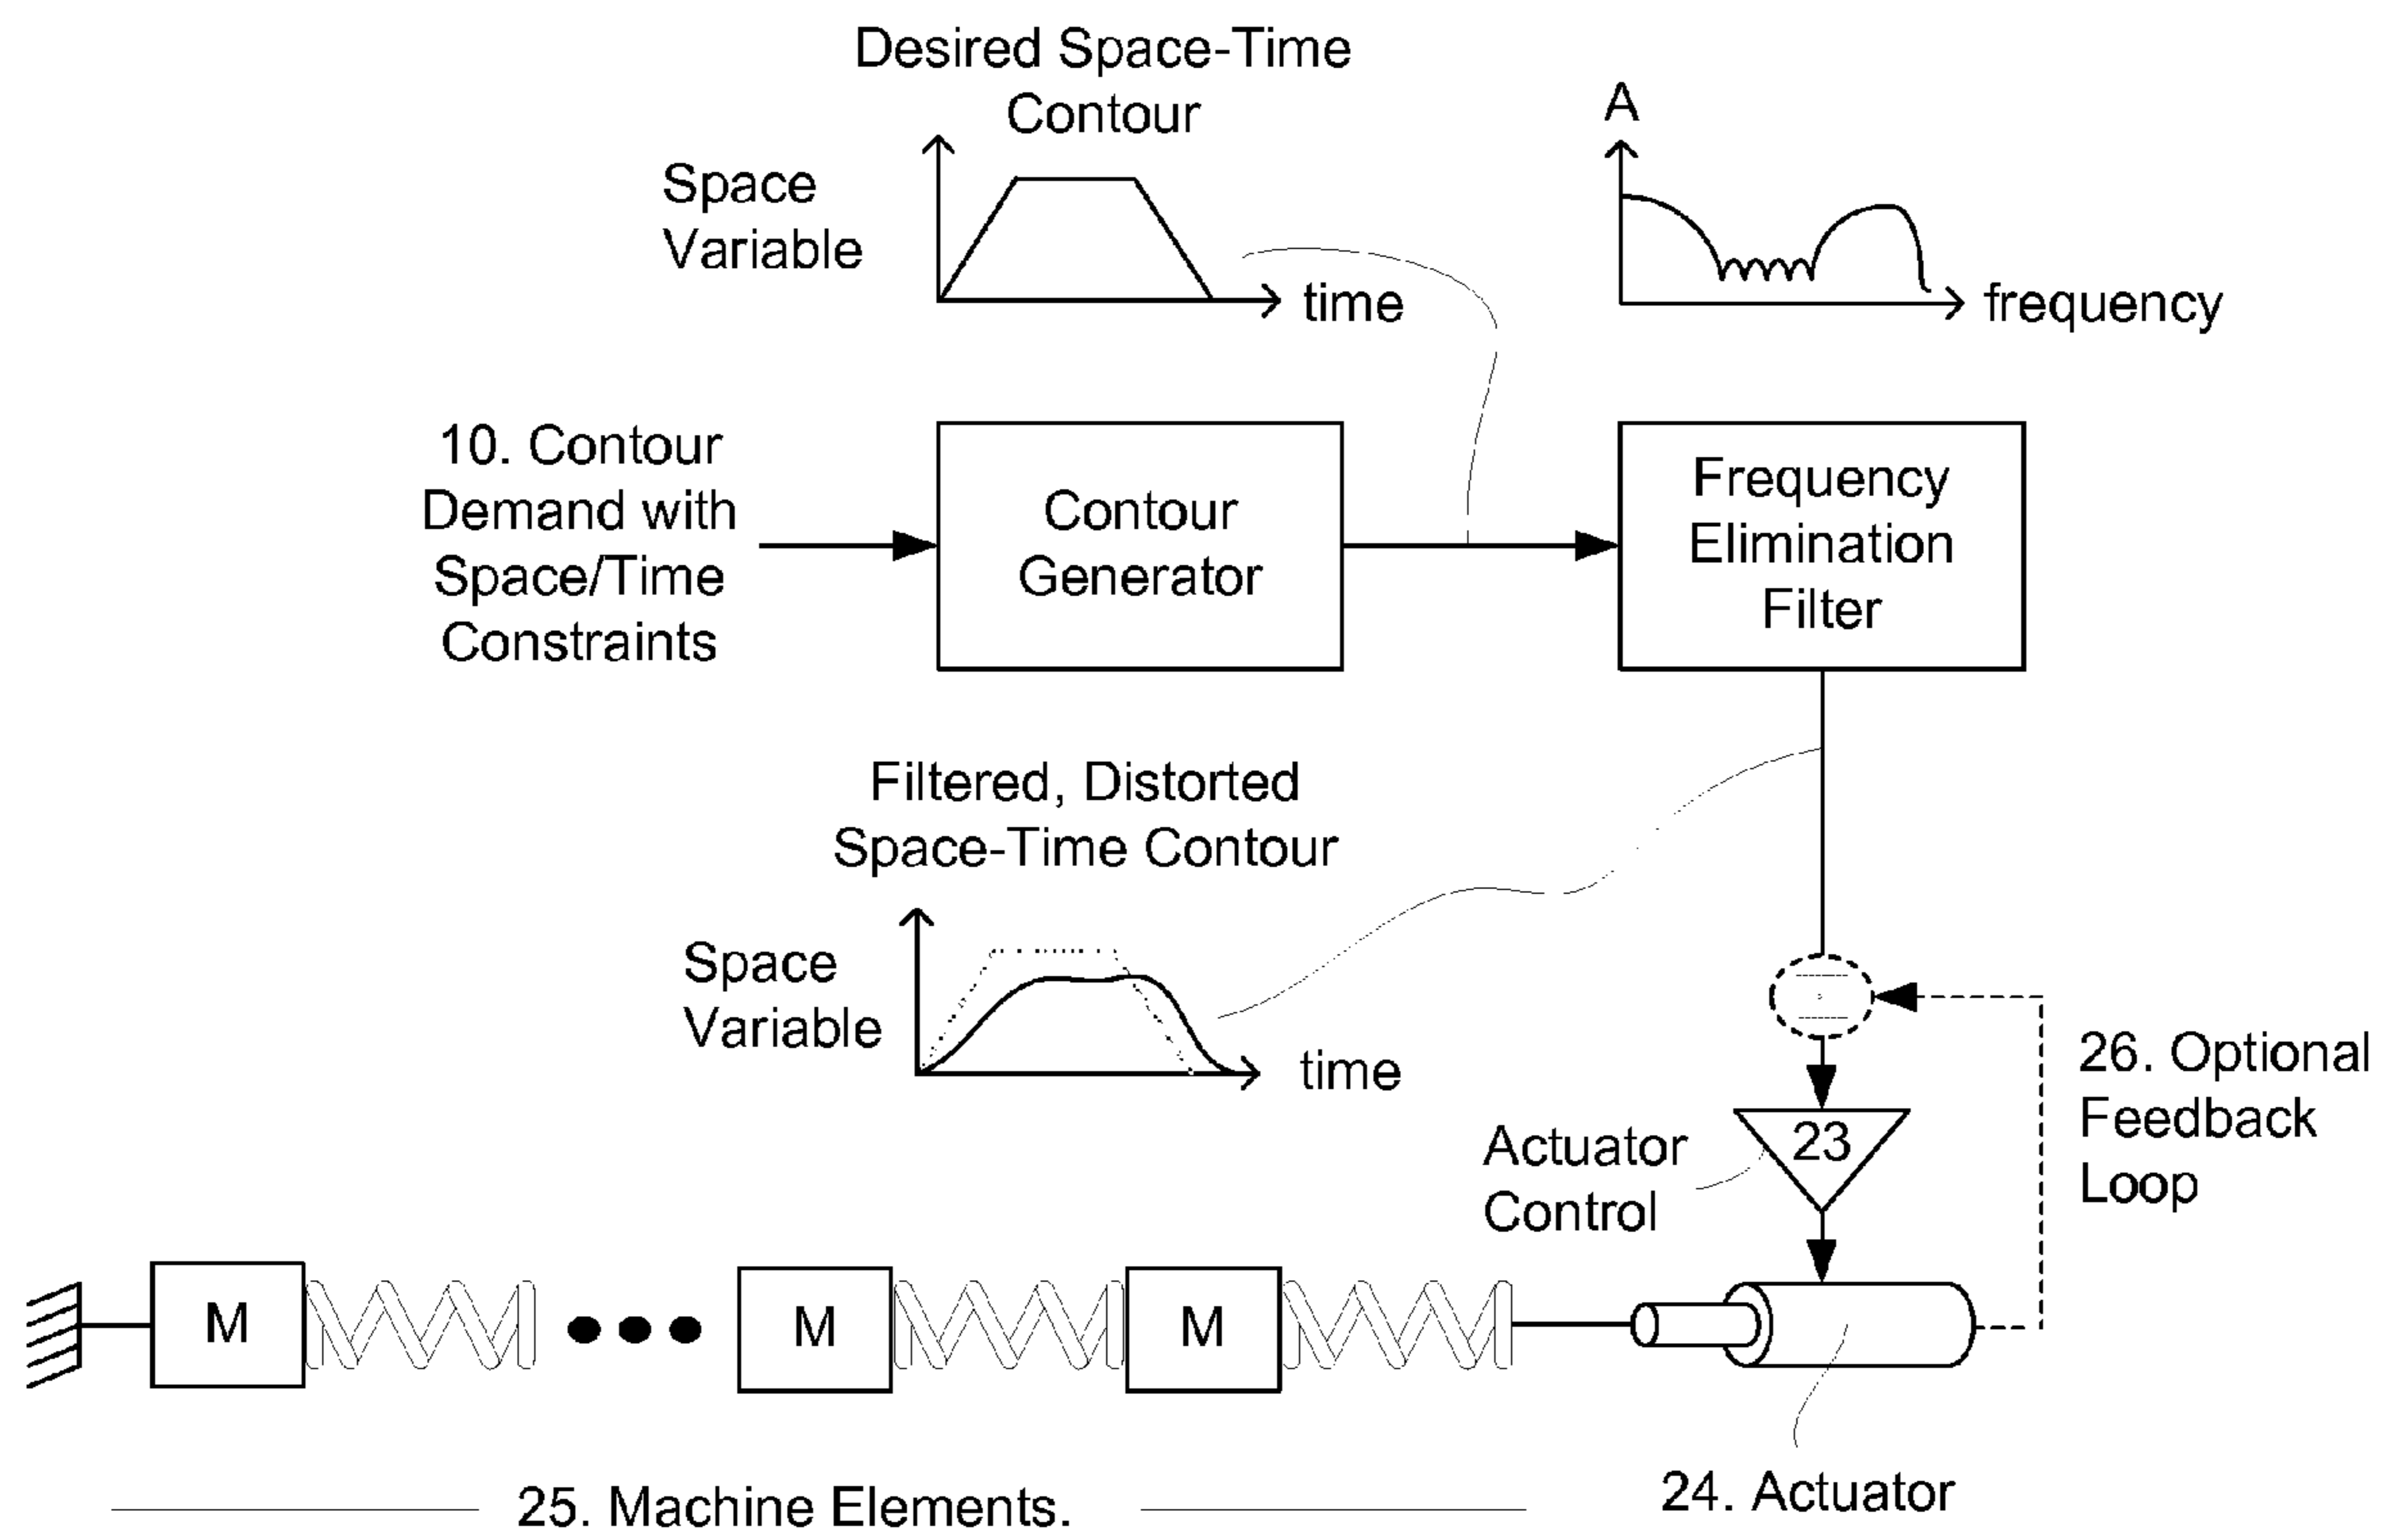 Desired Space-Time
Contour
Space
Variable
time
A
frequency
10. Contour
Demand with
Space/Time
Constraints
Contour
Generator
Frequency
Elimination
Filter
Filtered, Distorted
Space-Time Contour
Space
Variable
time
26. Optional
Feedback
Loop
Actuator
Control
23
M
M
M
25. Machine Elements.
24. Actuator